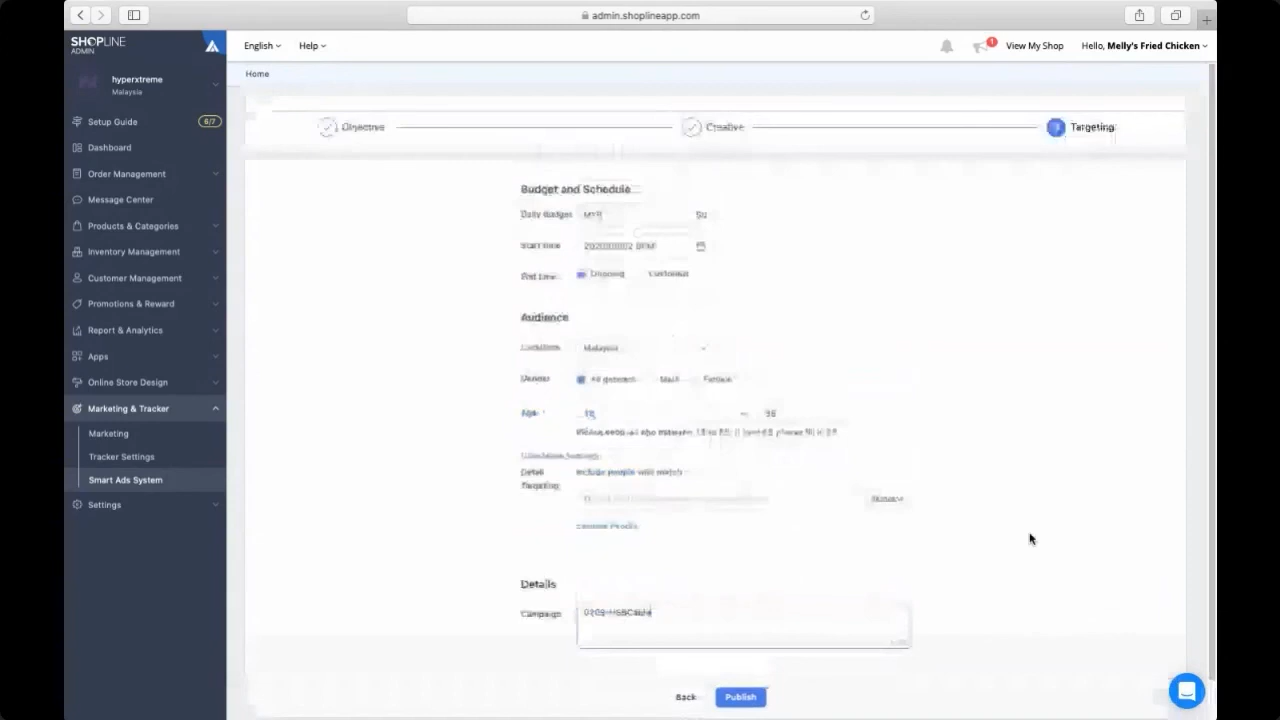 admin.shoplineapp.com
SHOPLINE
ADMIN
English
Help
1
View My Shop
Hello, Melly's Fried Chicken
hyperxtreme
Malaysia
Home
Setup Guide
6/7
Dashboard
Order Management
Message Center
Products & Categories
Inventory Management
Customer Management
Promotions & Reward
Report & Analytics
Apps
Online Store Design
Marketing & Tracker
Marketing
Tracker Settings
Smart Ads System
Settings
Objective
Creative
Targeting
Budget and Schedule
Daily Budget MYR
Start time
End time Ongoing Customize
Audience
Malaysia
All genders Male Female
Age
Detail
Targeting
Include people who match
Details
Campaign
Back
Publish